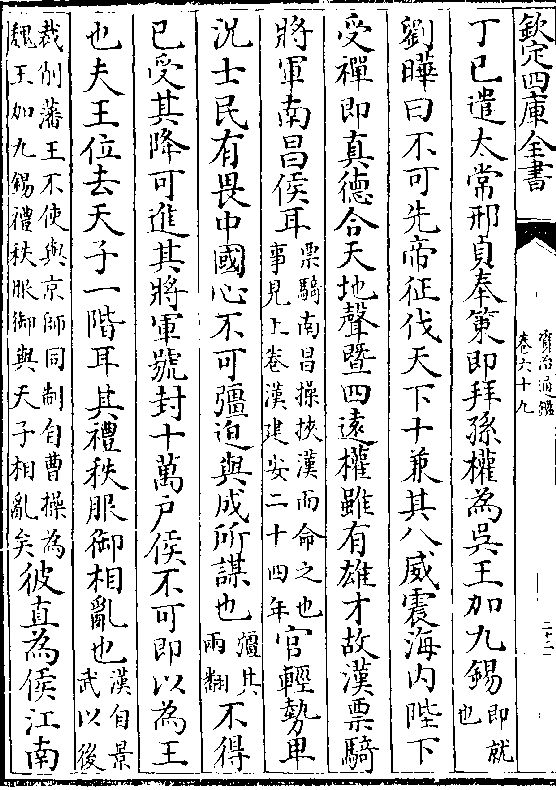 欽定四庫全書
資治通鑑
卷六十九
丁巳遣太常邢貞奉策即拜孫權為吳王加九錫即就也
劉曄曰不可先帝征伐天下十兼其八威震海内陛下
受禪即真德合天地聲暨四遠權雖有雄才故漢票騎
將軍南昌侯耳票騎南昌操挾漢而命之也事見上卷漢建安二十四年官輕勢卑
況士民有畏中國心不可彊迫與成所謀也彊其兩翻不得
已受其降可進其將軍號封十萬户侯不可即以為王
也夫王位去天子一階耳其禮秩服御相亂也漢自景武以後
裁削藩王不使與京師同制自曹操為魏王加九錫禮秩服御與天子相亂矣彼直為侯江南